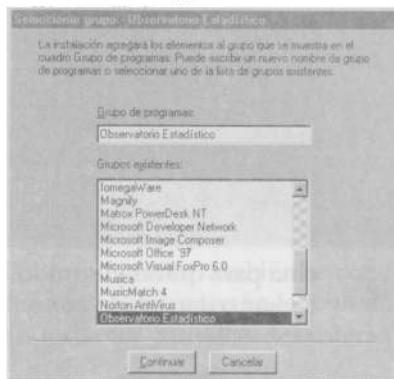 Seleccionar grupo - Observatorio Estadístico
La instalación agregará los elementos al grupo que se muestra en el
cuadro Grupo de programas. Puede escribir un nuevo nombre de grupo
de programas o seleccionar uno de la lista de grupos existentes.
Grupo de programas:
Observatorio Estadístico
Grupos existentes:
IomegaWare
Magnify
Matrox PowerDesk NT
Microsoft Developer Network
Microsoft Image Composer
Microsoft Office '97
Microsoft Visual FoxPro 6.0
Musica
MusicMatch 4
Norton AntiVirus
Observatorio Estadístico
Continuar
Cancelar